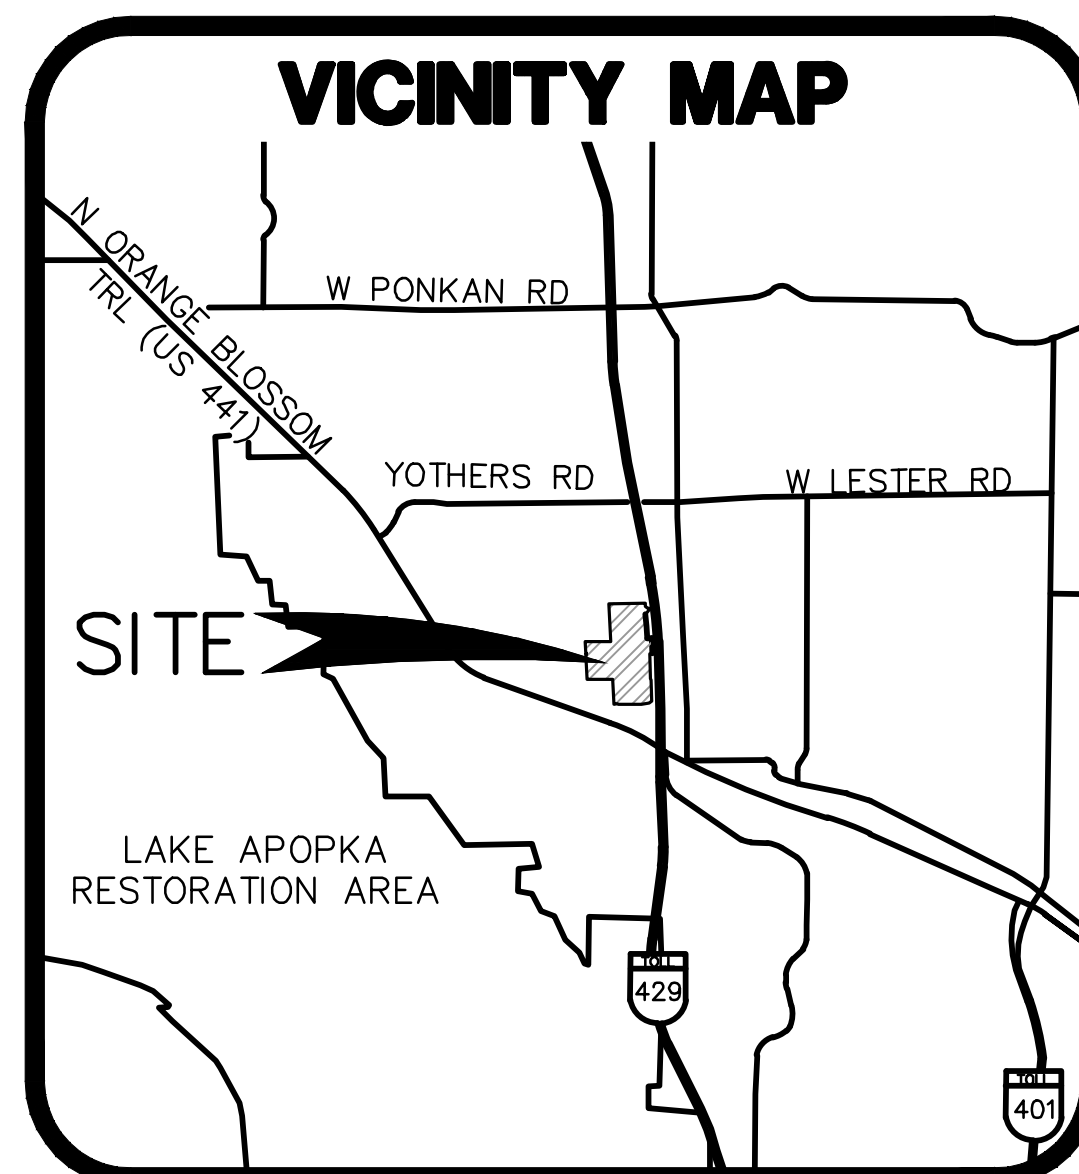 VICINITY MAP
N ORANGE BLOSSOM
TRL (US 441)
W PONKAN RD
YOTHERS RD
W LESTER RD
SITE
LAKE APOPKA
RESTORATION AREA
TOLL
429
TOLL
401